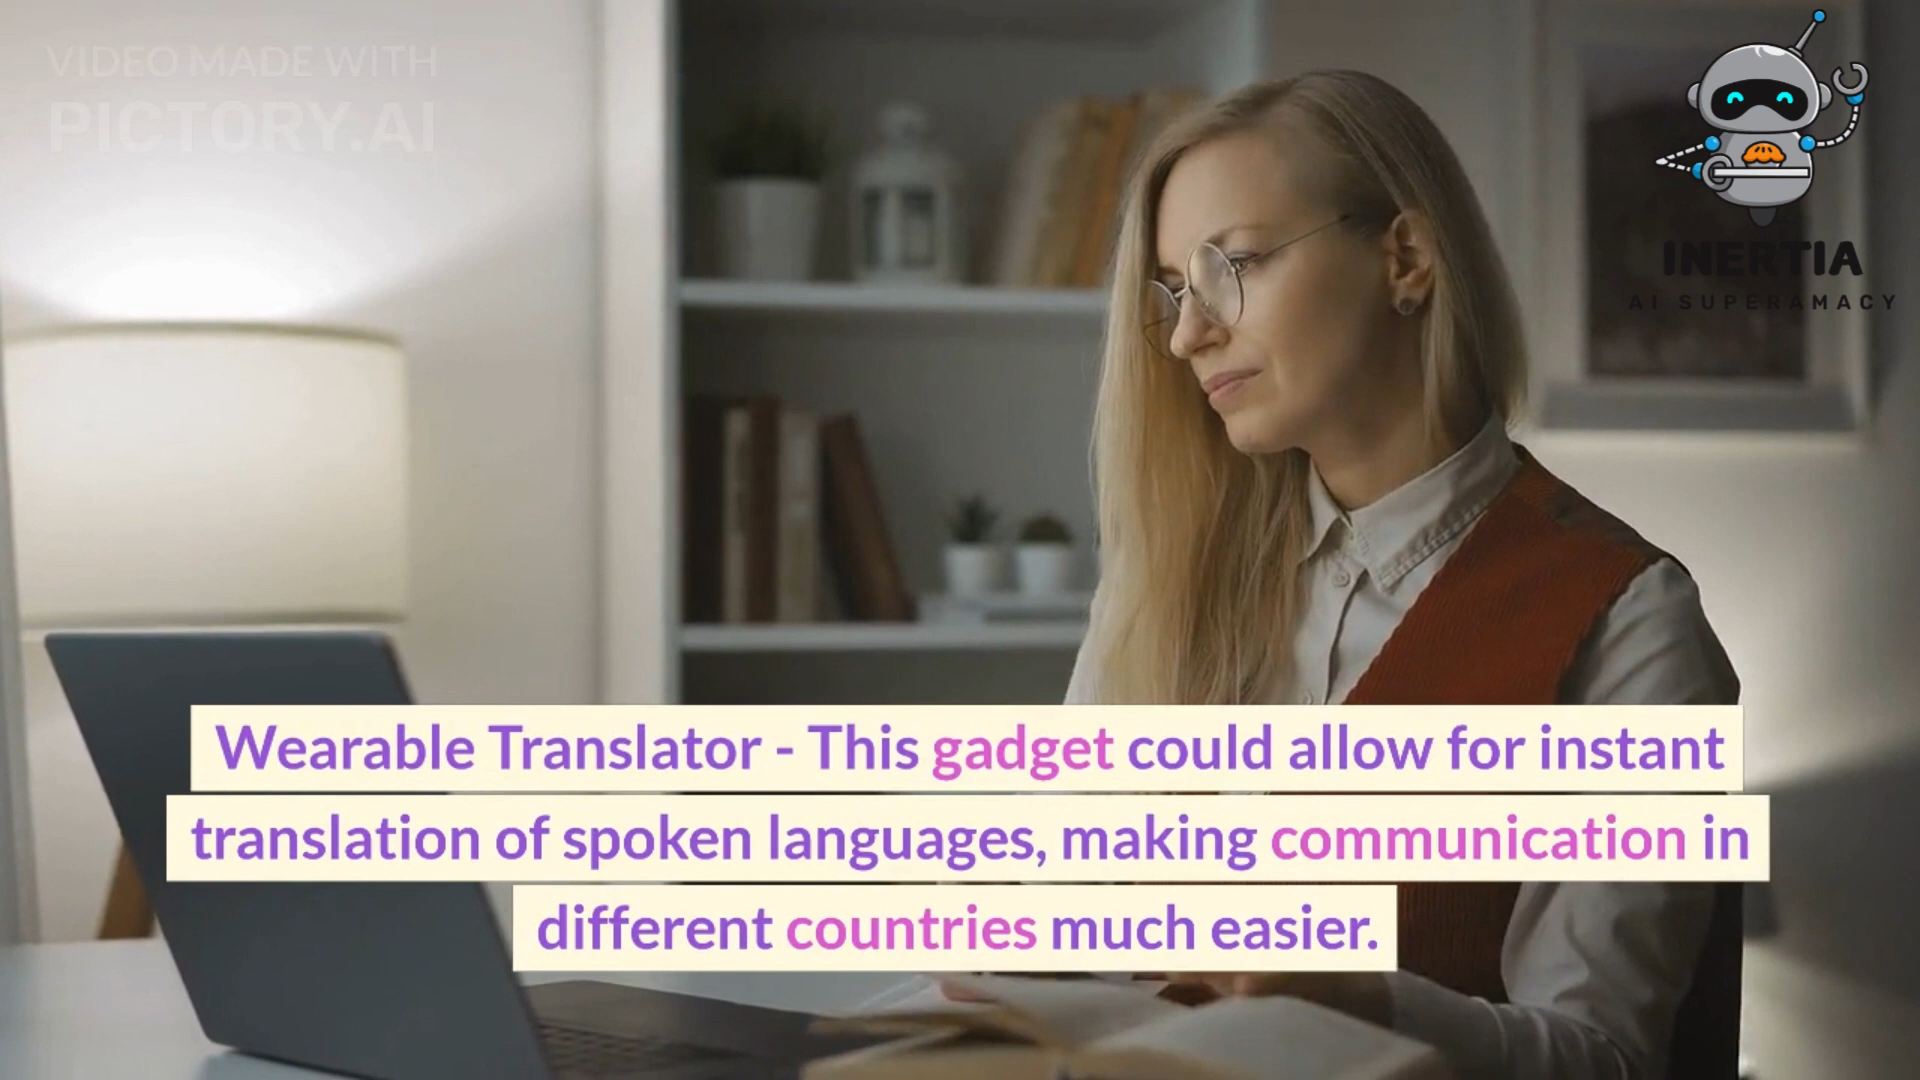 VIDEO MADE WITH
PICTORY.AI
INERTIA
AI SUPERAMACY
Wearable Translator - This gadget could allow for instant
translation of spoken languages, making communication in
different countries much easier.